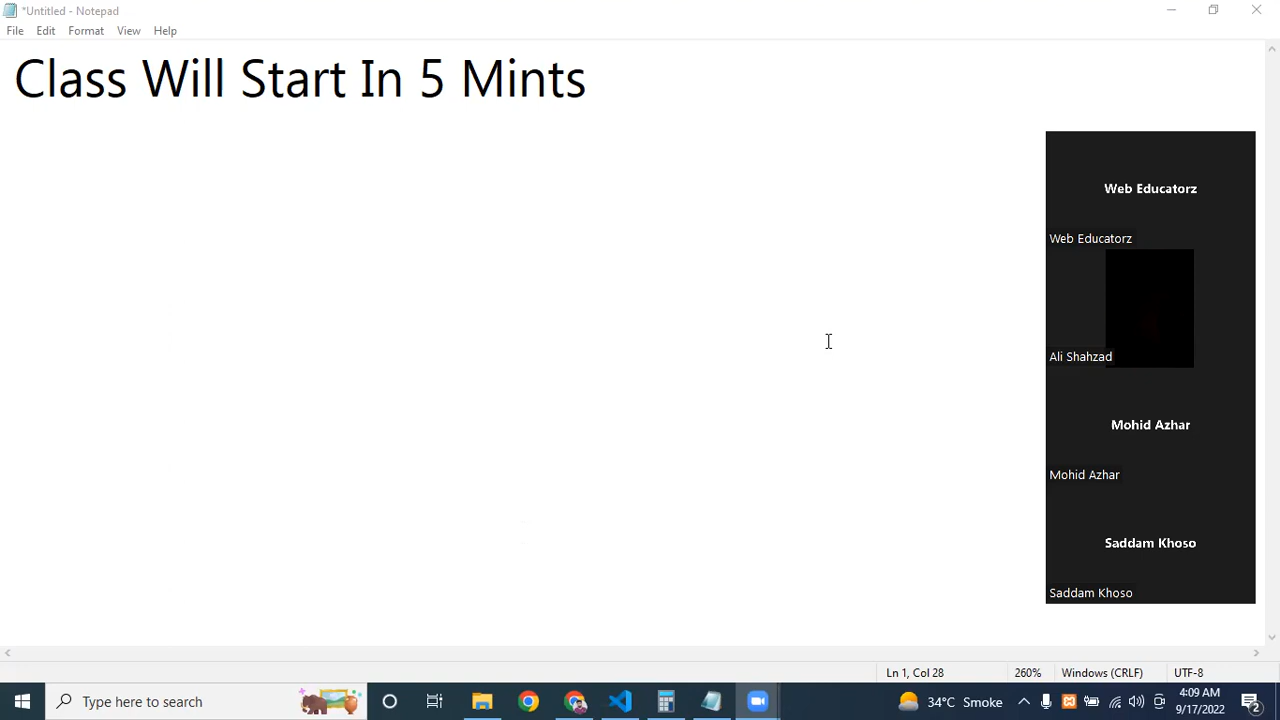 *Untitled - Notepad
File Edit Format View Help
Class Will Start In 5 Mints
Web Educatorz
Web Educatorz
Ali Shahzad
Mohid Azhar
Mohid Azhar
Saddam Khoso
Saddam Khoso
Ln 1, Col 28 260% Windows (CRLF) UTF-8
Type here to search
34°C Smoke
4:09 AM
9/17/2022
2